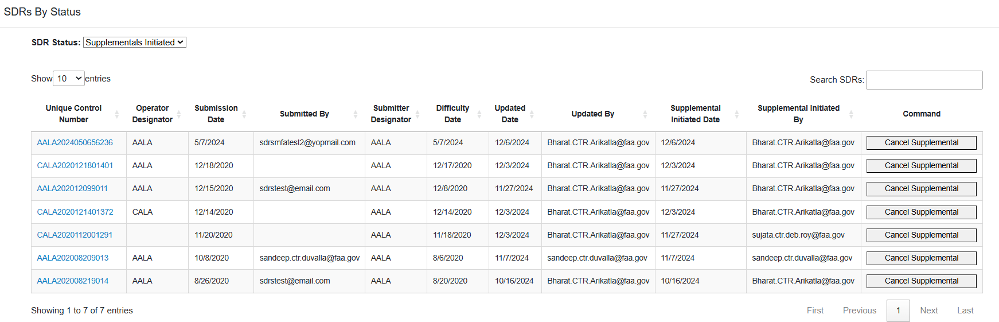 SDRs By Status
SDR Status: Supplementals Initiated
Show 10 entries
Search SDRs:
Unique Control Number Operator Designator Submission Date Submitted By Submitter Designator Difficulty Date Updated Date Updated By Supplemental Initiated Date Supplemental Initiated By Command
AALA2024050656236 AALA 5/7/2024 sdrsmfatest2@yopmail.com AALA 5/7/2024 12/6/2024 Bharat.CTR.Arikatla@faa.gov 12/6/2024 Bharat.CTR.Arikatla@faa.gov Cancel Supplemental
CALA2020121801401 AALA 12/18/2020 AALA 12/17/2020 12/3/2024 Bharat.CTR.Arikatla@faa.gov 12/3/2024 Bharat.CTR.Arikatla@faa.gov Cancel Supplemental
AALA202012099011 AALA 12/15/2020 sdrstest@email.com AALA 12/8/2020 11/27/2024 Bharat.CTR.Arikatla@faa.gov 11/27/2024 Bharat.CTR.Arikatla@faa.gov Cancel Supplemental
CALA2020121401372 CALA 12/14/2020 AALA 12/14/2020 12/3/2024 Bharat.CTR.Arikatla@faa.gov 12/3/2024 Bharat.CTR.Arikatla@faa.gov Cancel Supplemental
CALA2020112001291 11/20/2020 AALA 11/18/2020 12/3/2024 Bharat.CTR.Arikatla@faa.gov 11/27/2024 sujata.ctr.deb.roy@faa.gov Cancel Supplemental
AALA202008209013 AALA 10/8/2020 sandeep.ctr.duvalla@faa.gov AALA 8/6/2020 11/7/2024 sandeep.ctr.duvalla@faa.gov 11/7/2024 sandeep.ctr.duvalla@faa.gov Cancel Supplemental
AALA202008219014 AALA 8/26/2020 sdrstest@email.com AALA 8/20/2020 10/16/2024 Bharat.CTR.Arikatla@faa.gov 10/16/2024 Bharat.CTR.Arikatla@faa.gov Cancel Supplemental
Showing 1 to 7 of 7 entries
First Previous 1 Next Last